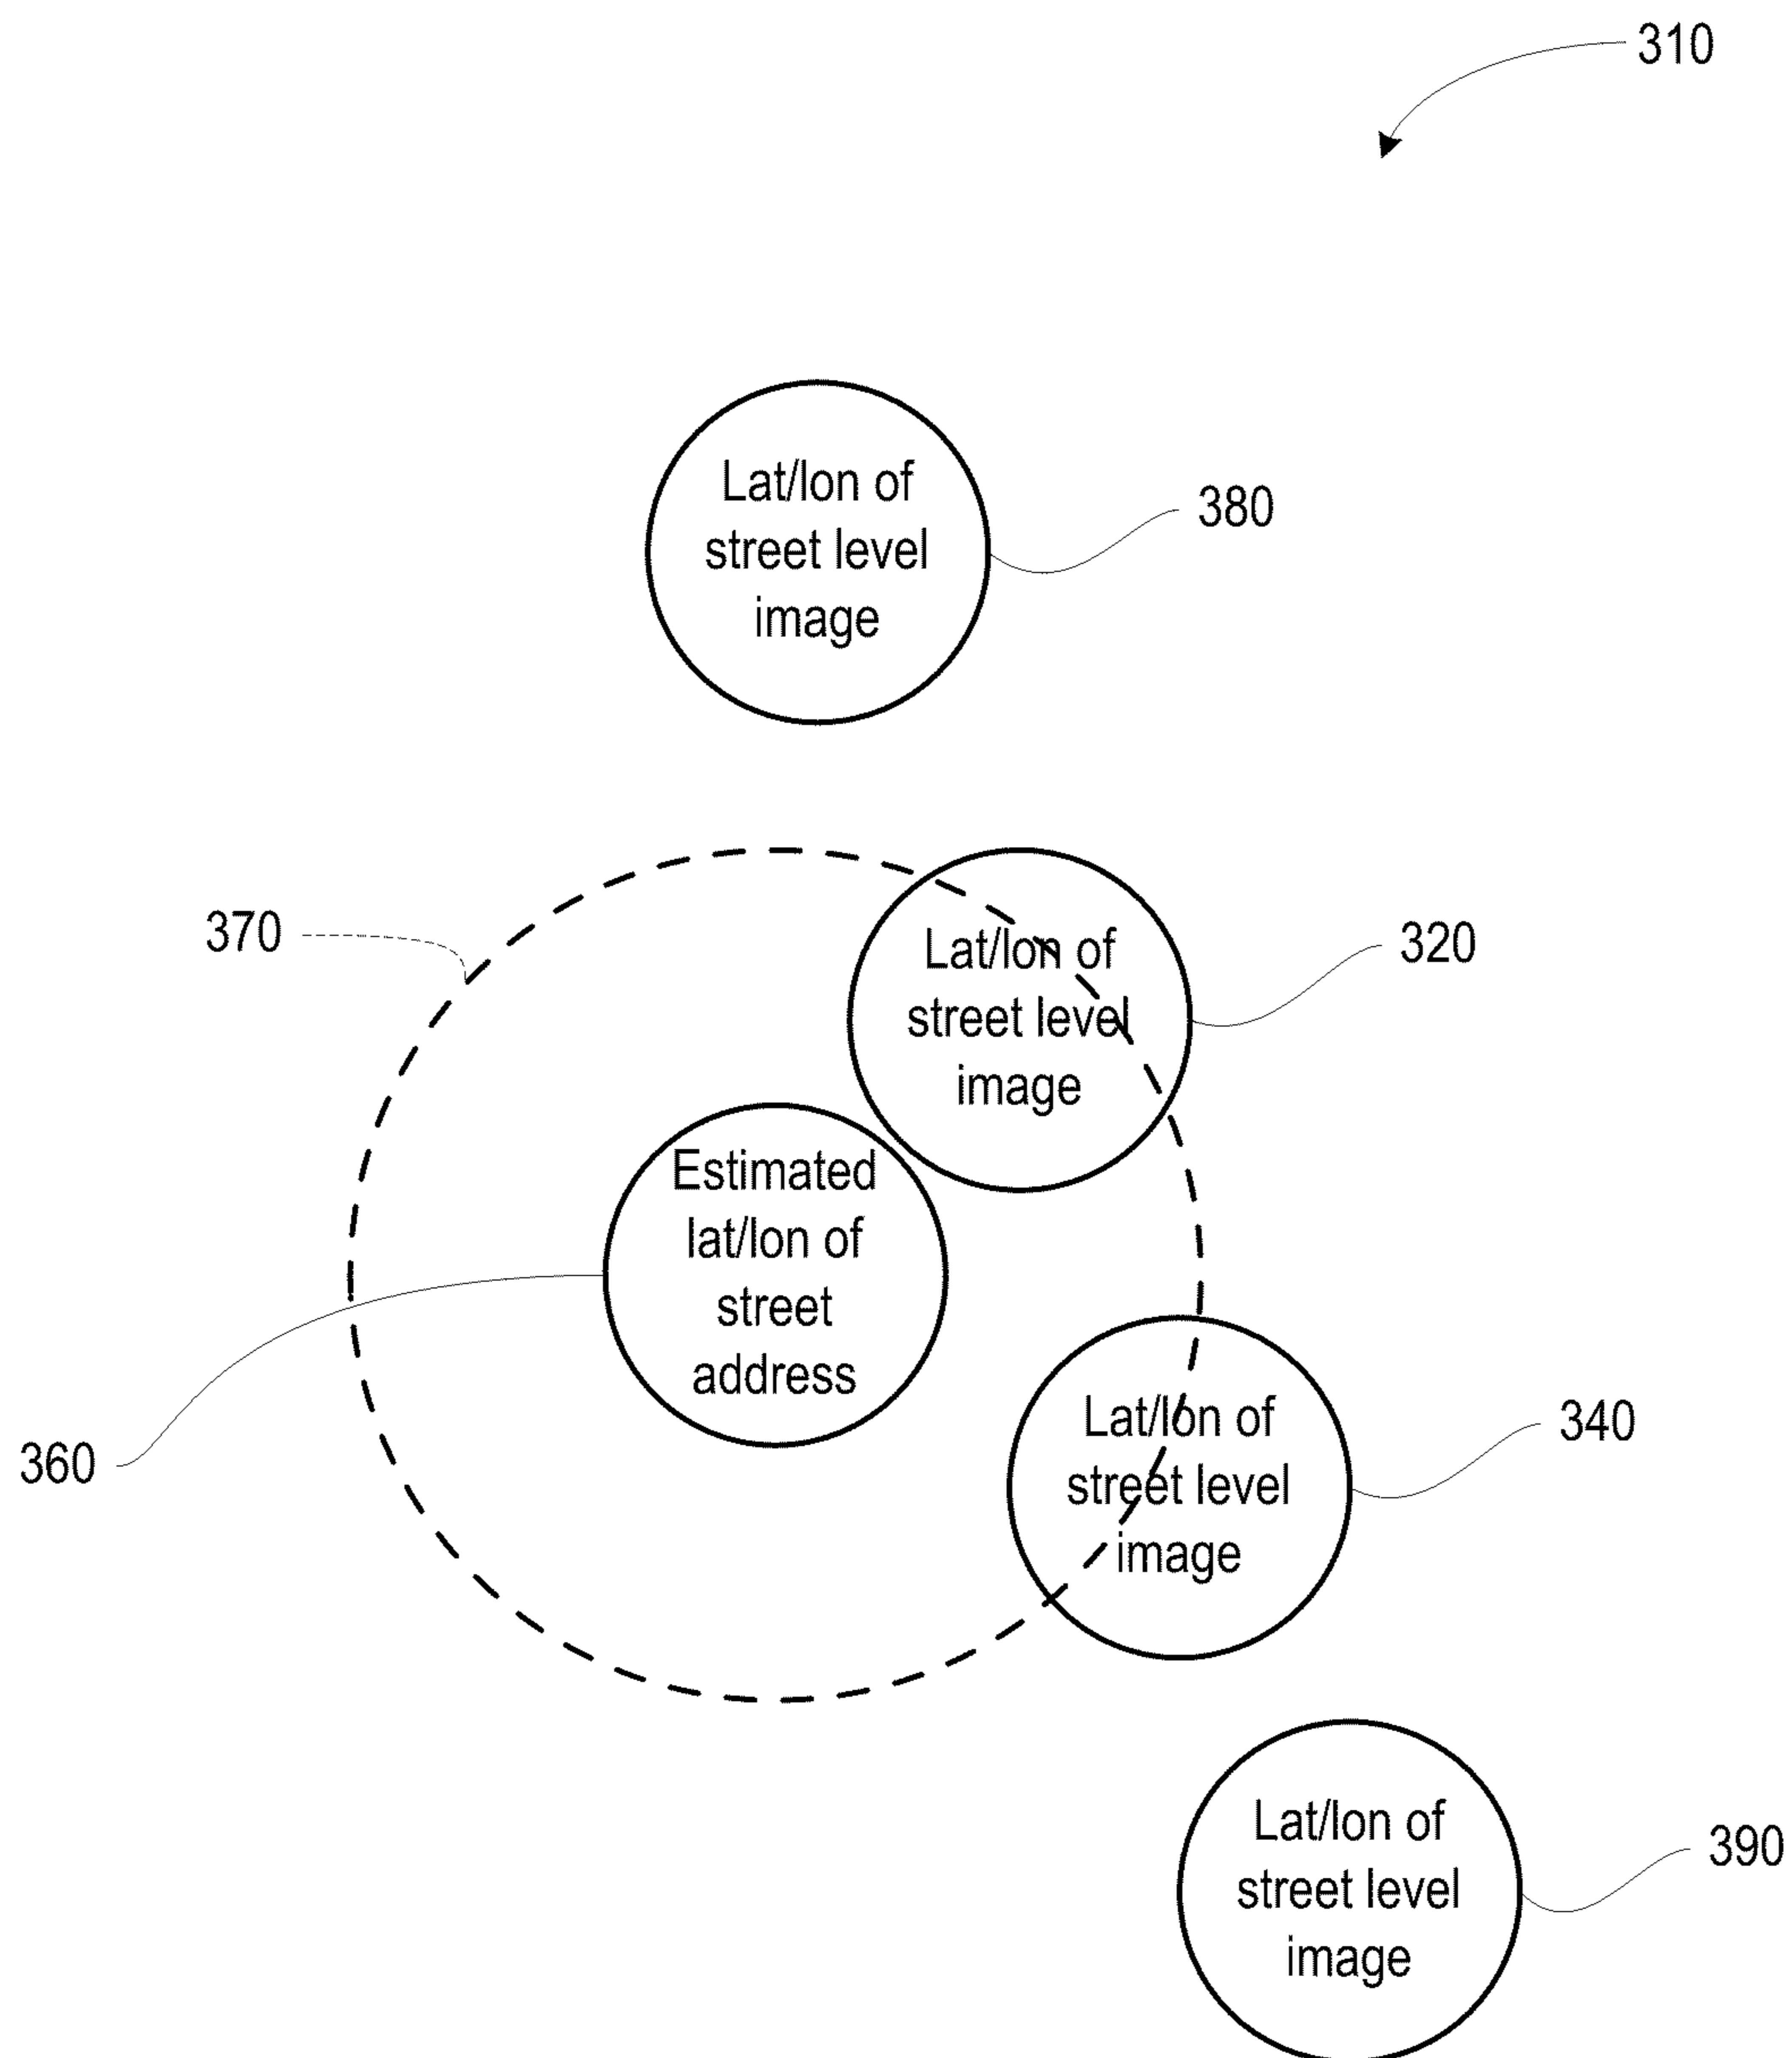 310
Lat/lon of
street level
image
380
370
Lat/lon of
street level
image
320
Estimated
lat/lon of
street
address
360
Lat/lon of
street level
image
340
Lat/lon of
street level
image
390